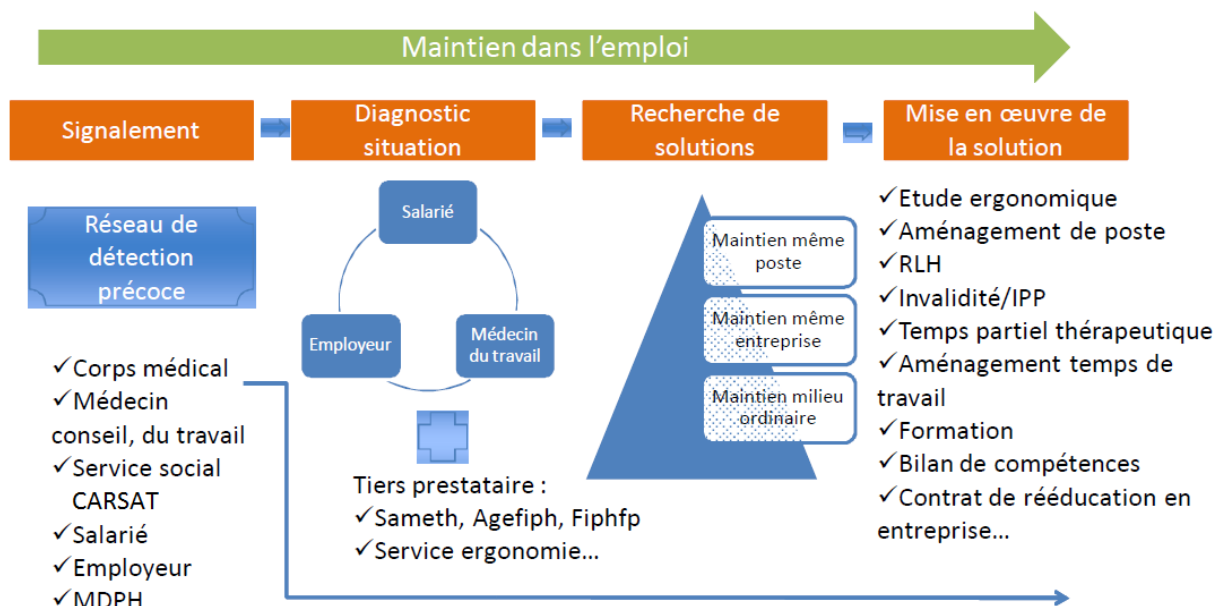 Maintien dans l'emploi
Signalement
Diagnostic
situation
Recherche de
solutions
Mise en œuvre de
la solution
Réseau de
détection
précoce
✓Corps médical
✓Médecin
conseil, du travail
✓Service social
CARSAT
✓Salarié
✓Employeur
✓MDPH
Salarié
Employeur
Médecin
du travail
Tiers prestataire :
✓Sameth, Agefiph, Fiphfp
✓Service ergonomie…
Maintien même
poste
Maintien même
entreprise
Maintien milieu
ordinaire
✓Etude ergonomique
✓Aménagement de poste
✓RLH
✓Invalidité/IPP
✓Temps partiel thérapeutique
✓Aménagement temps de
travail
✓Formation
✓Bilan de compétences
✓Contrat de rééducation en
entreprise…